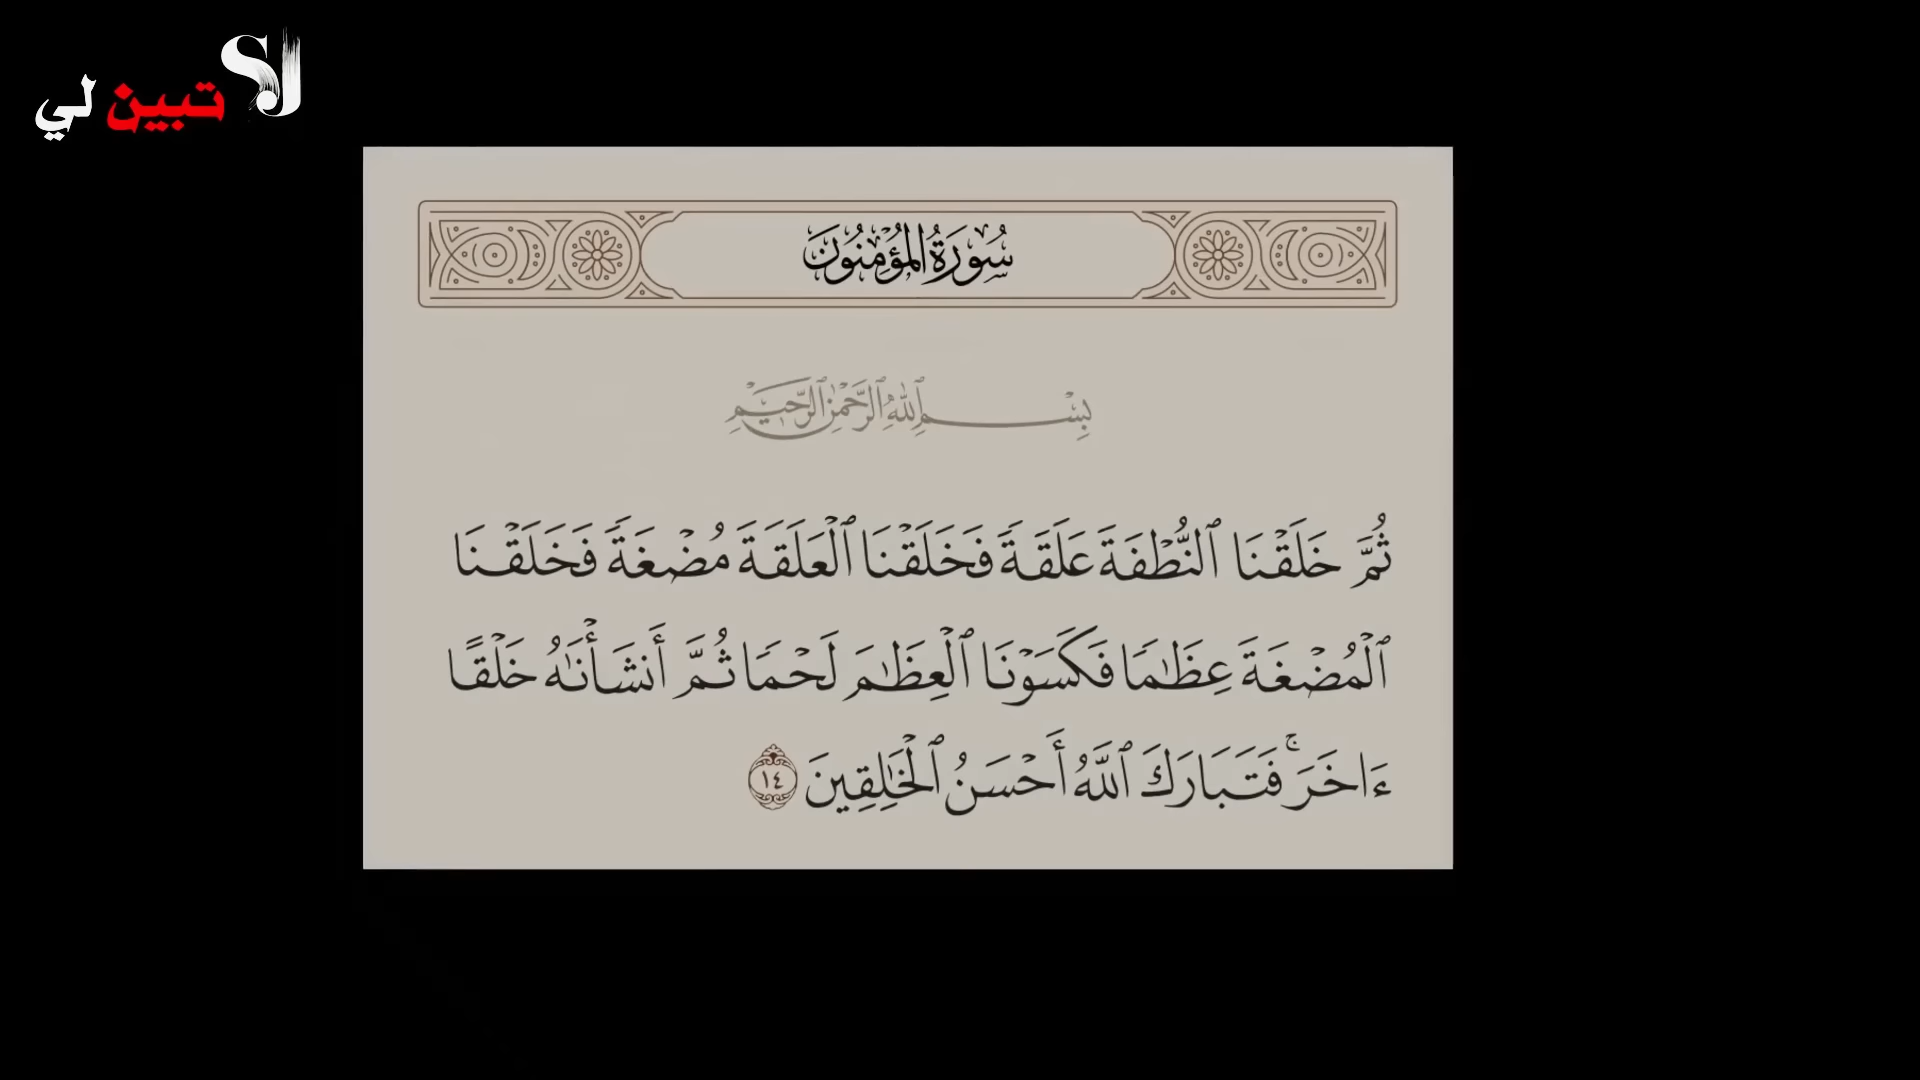 تبين لي
سُورَةُ المُؤْمِنُونَ
بِسْمِ ٱللَّهِ ٱلرَّحْمَٰنِ ٱلرَّحِيمِ
ثُمَّ خَلَقْنَا ٱلنُّطْفَةَ عَلَقَةً فَخَلَقْنَا ٱلْعَلَقَةَ مُضْغَةً فَخَلَقْنَا
ٱلْمُضْغَةَ عِظَٰمًا فَكَسَوْنَا ٱلْعِظَٰمَ لَحْمًا ثُمَّ أَنشَأْنَٰهُ خَلْقًا
ءَاخَرَۚ فَتَبَارَكَ ٱللَّهُ أَحْسَنُ ٱلْخَٰلِقِينَ ١٤